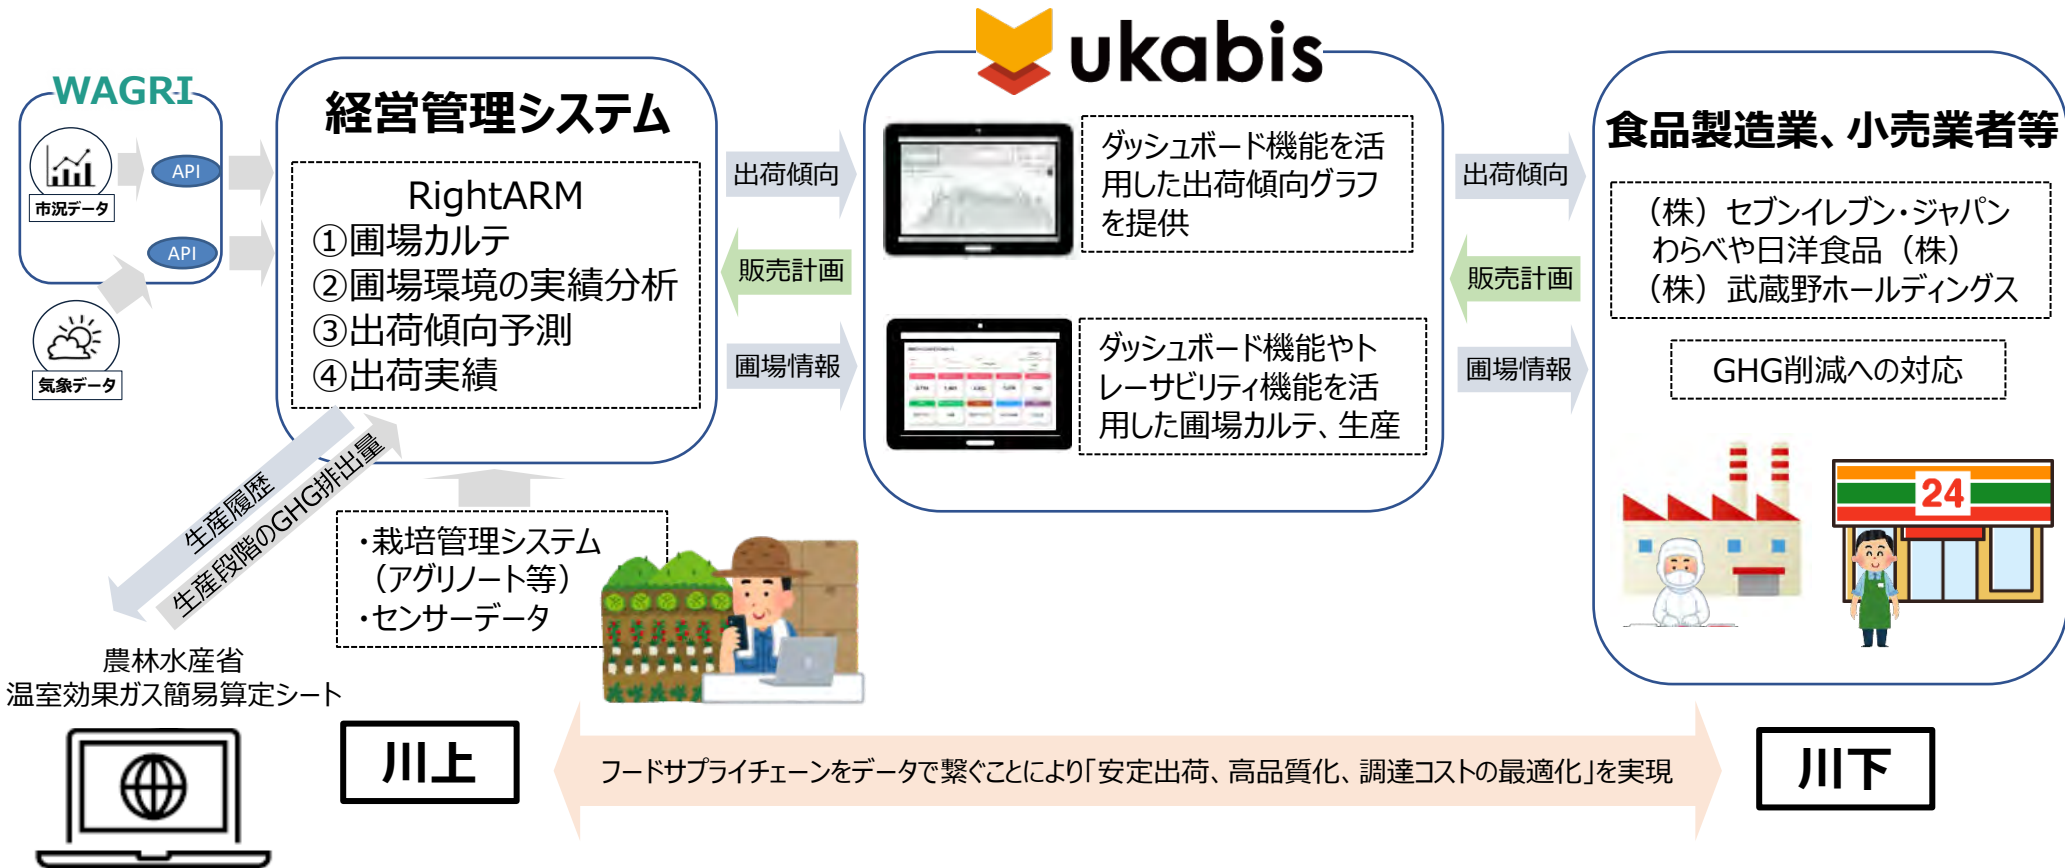 WAGRI
API
市況データ
API
気象データ
経営管理システム
RightARM
①圃場カルテ
②圃場環境の実績分析
③出荷傾向予測
④出荷実績
生産履歴
生産段階のGHG排出量
・栽培管理システム
（アグリノート等）
・センサーデータ
農林水産省
温室効果ガス簡易算定シート
出荷傾向
販売計画
圃場情報
ukabis
ダッシュボード機能を活
用した出荷傾向グラフ
を提供
ダッシュボード機能やト
レーサビリティ機能を活
用した圃場カルテ、生産
出荷傾向
販売計画
圃場情報
食品製造業、小売業者等
（株）セブンイレブン・ジャパン
わらべや日洋食品（株）
（株）武蔵野ホールディングス
GHG削減への対応
24
川上
フードサプライチェーンをデータで繋ぐことにより「安定出荷、高品質化、調達コストの最適化」を実現
川下